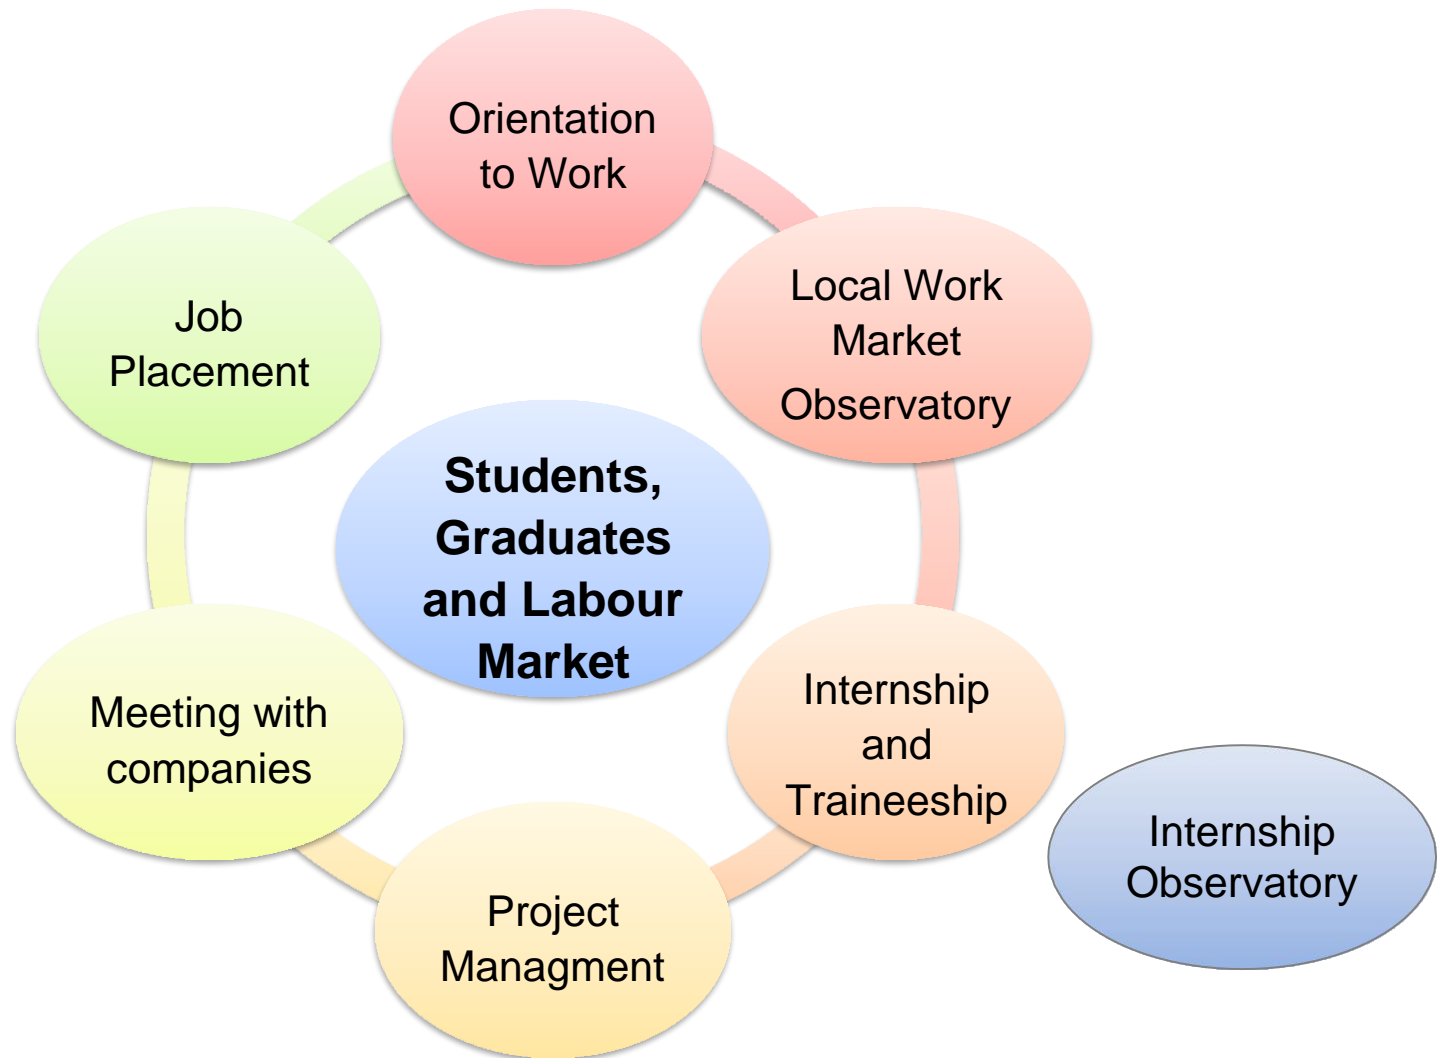 Orientation
to Work
Local Work
Market
Observatory
Job
Placement
Students,
Graduates
and Labour
Market
Internship
and
Traineeship
Meeting with
companies
Internship
Observatory
Project
Managment